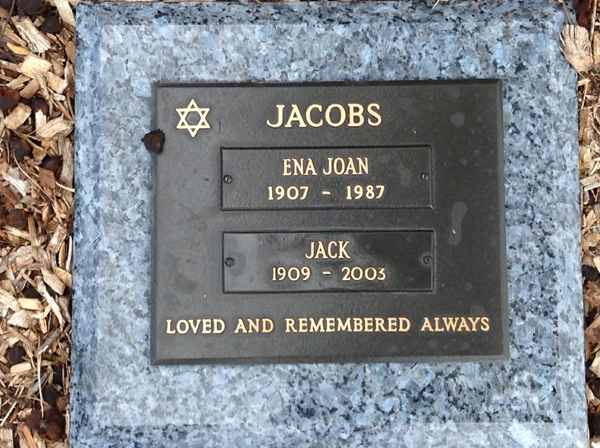 JACOBS
ENA JOAN
1907 - 1987
JACK
1909 - 2003
LOVED AND REMEMBERED ALWAYS